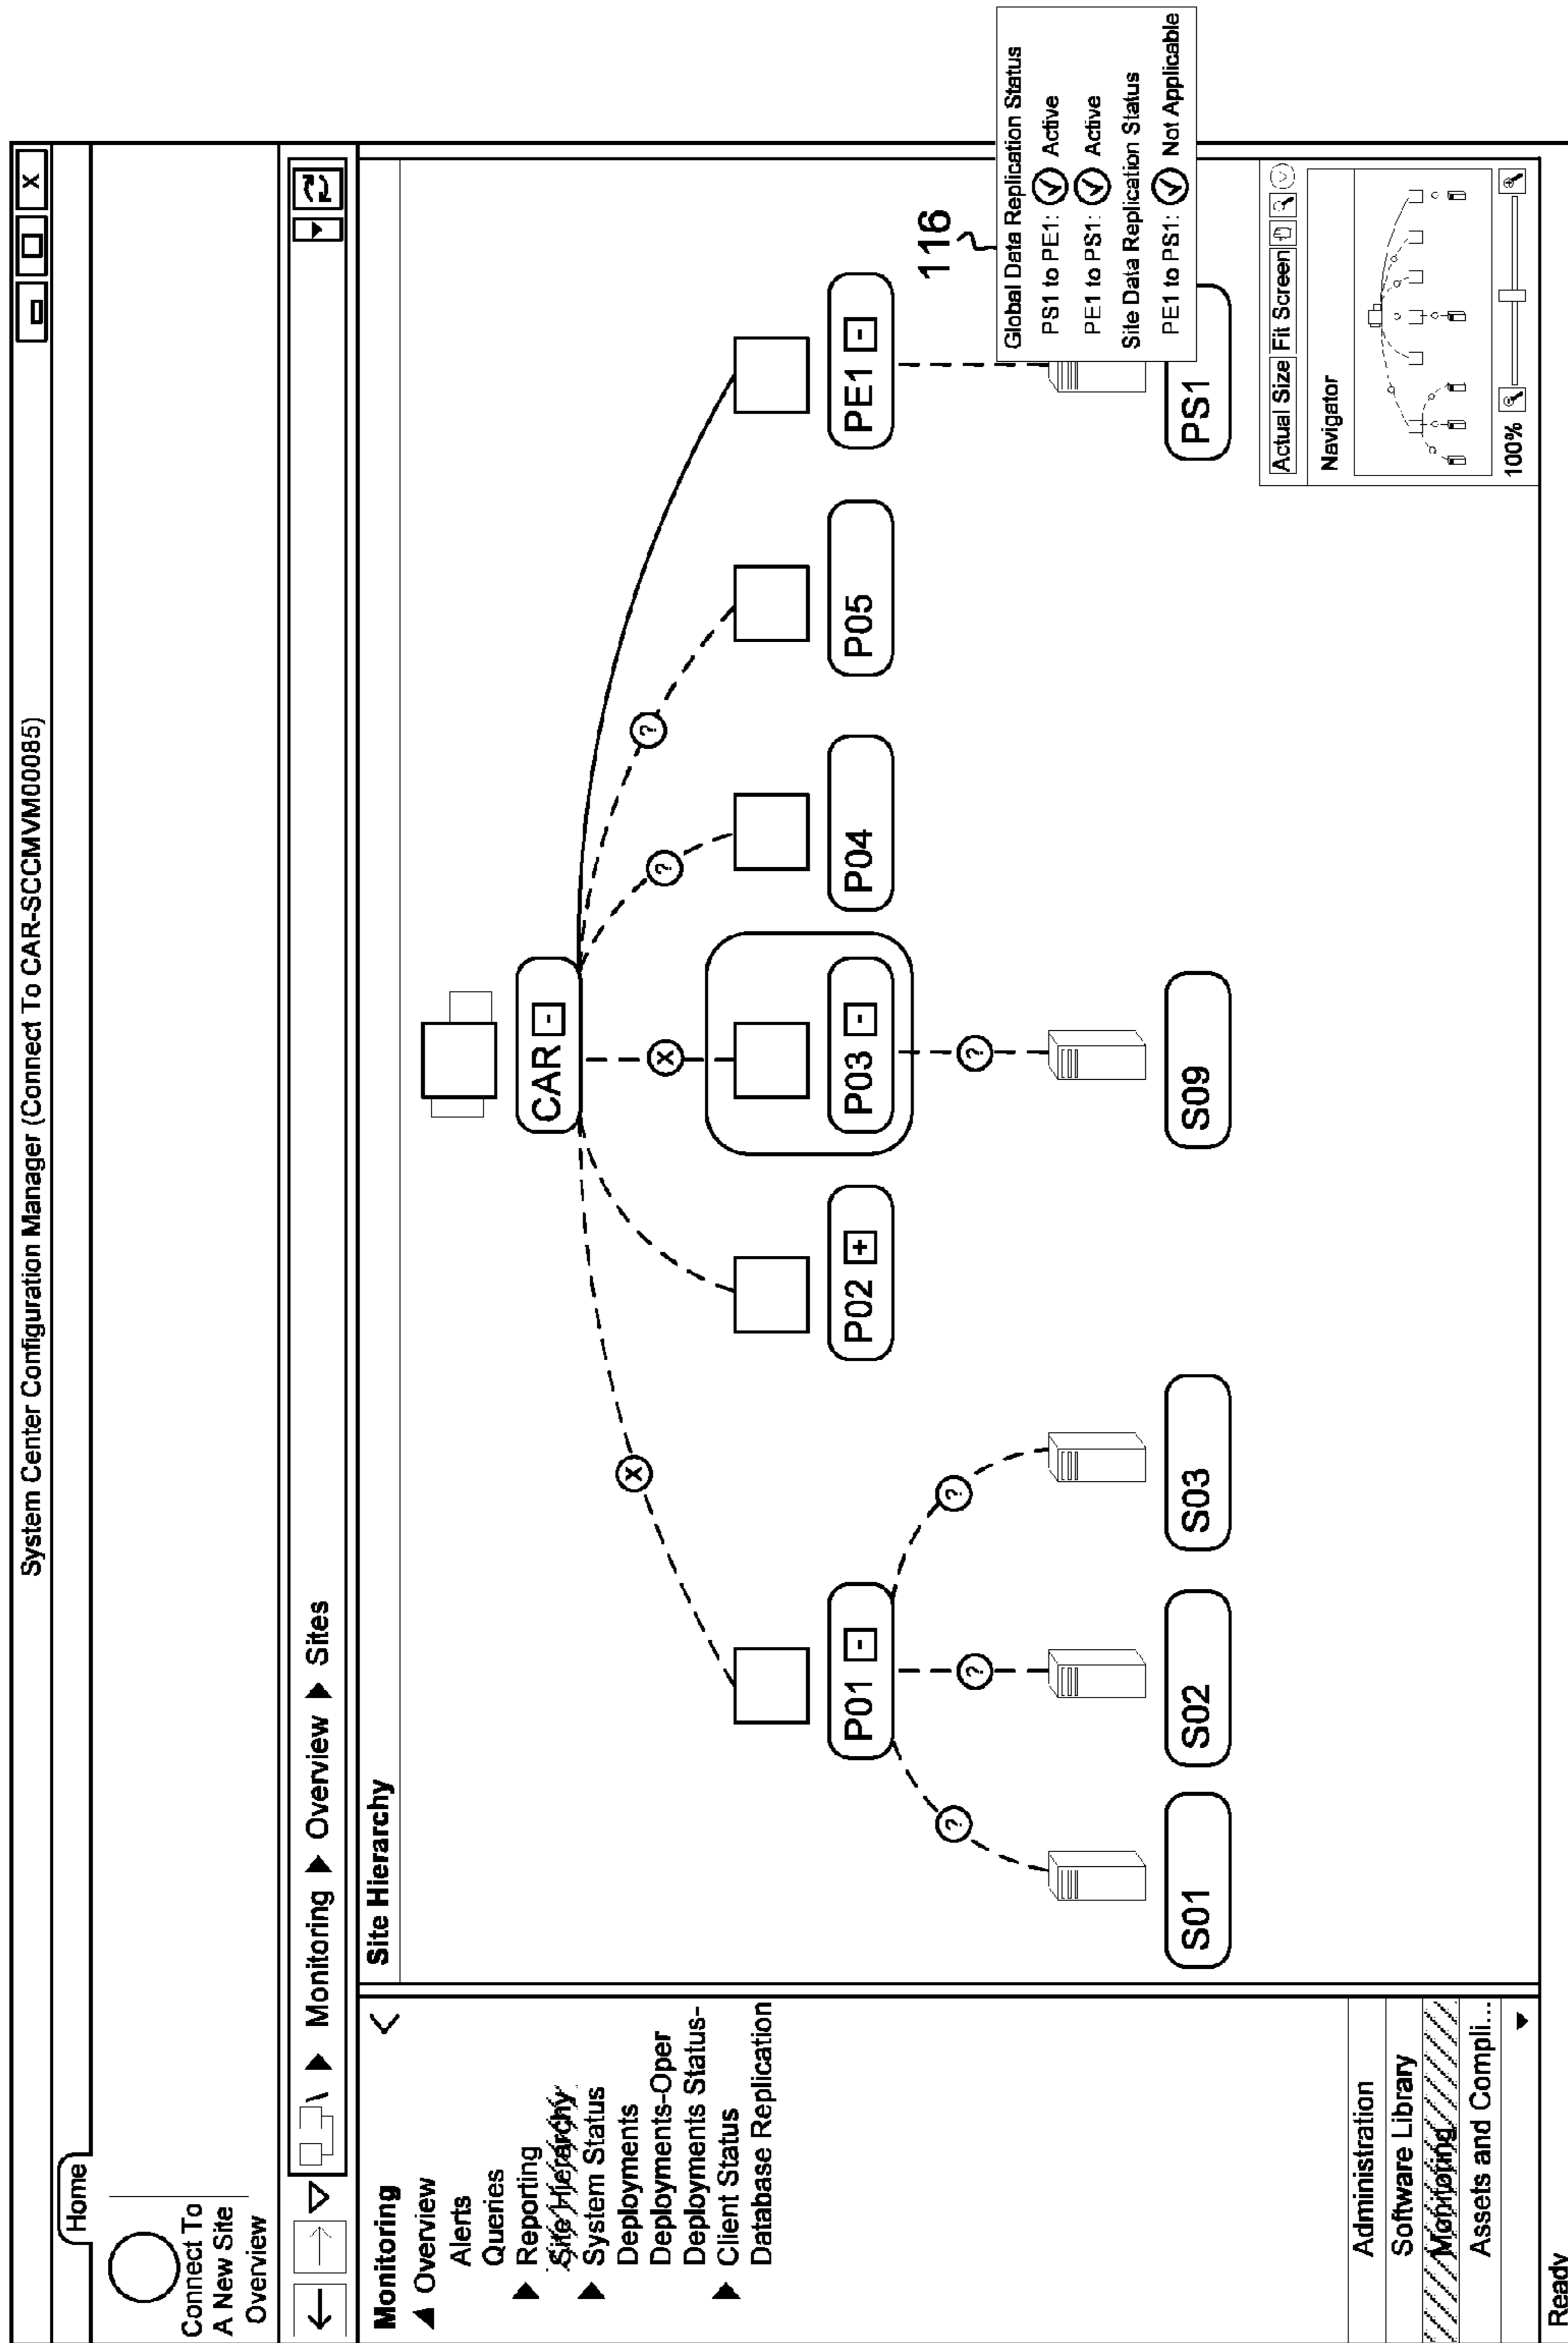 System Center Configuration Manager (Connect To CAR-SCCMVM00085)
X
Home
Connect To
A New Site
Overview
\ Monitoring Overview Sites
Monitoring
Overview
Alerts
Queries
Reporting
Site Hierarchy
System Status
Deployments
Deployments-Oper
Deployments Status-
Client Status
Database Replication
Administration
Software Library
Monitoring
Assets and Compli...
Ready
Site Hierarchy
CAR -
X
X
?
?
P01 -
P02 +
P03 -
P04
P05
PE1 -
?
?
?
?
S01
S02
S03
S09
PS1
116
Global Data Replication Status
PS1 to PE1: Active
PE1 to PS1: Active
Site Data Replication Status
PE1 to PS1: Not Applicable
Actual Size Fit Screen
Navigator
100%